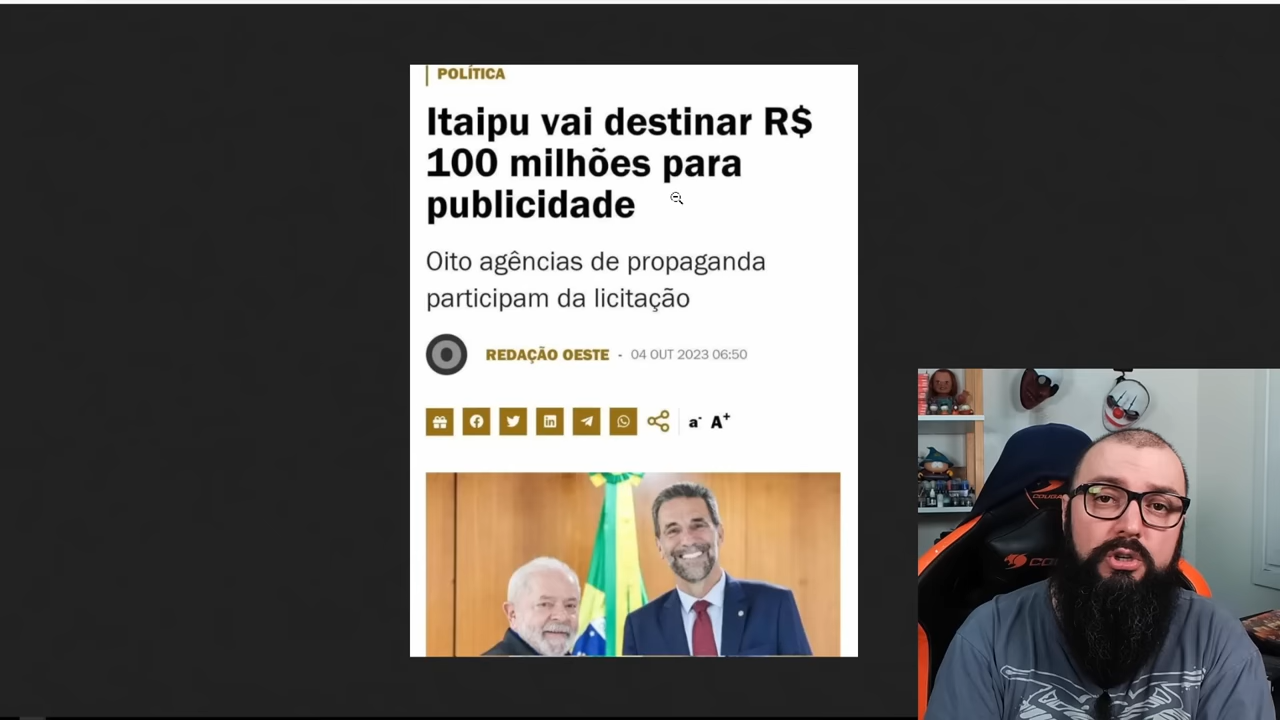 POLÍTICA
Itaipu vai destinar R$
100 milhões para
publicidade
Oito agências de propaganda
participam da licitação
REDAÇÃO OESTE - 04 OUT 2023 06:50
a- A+
COUGAR